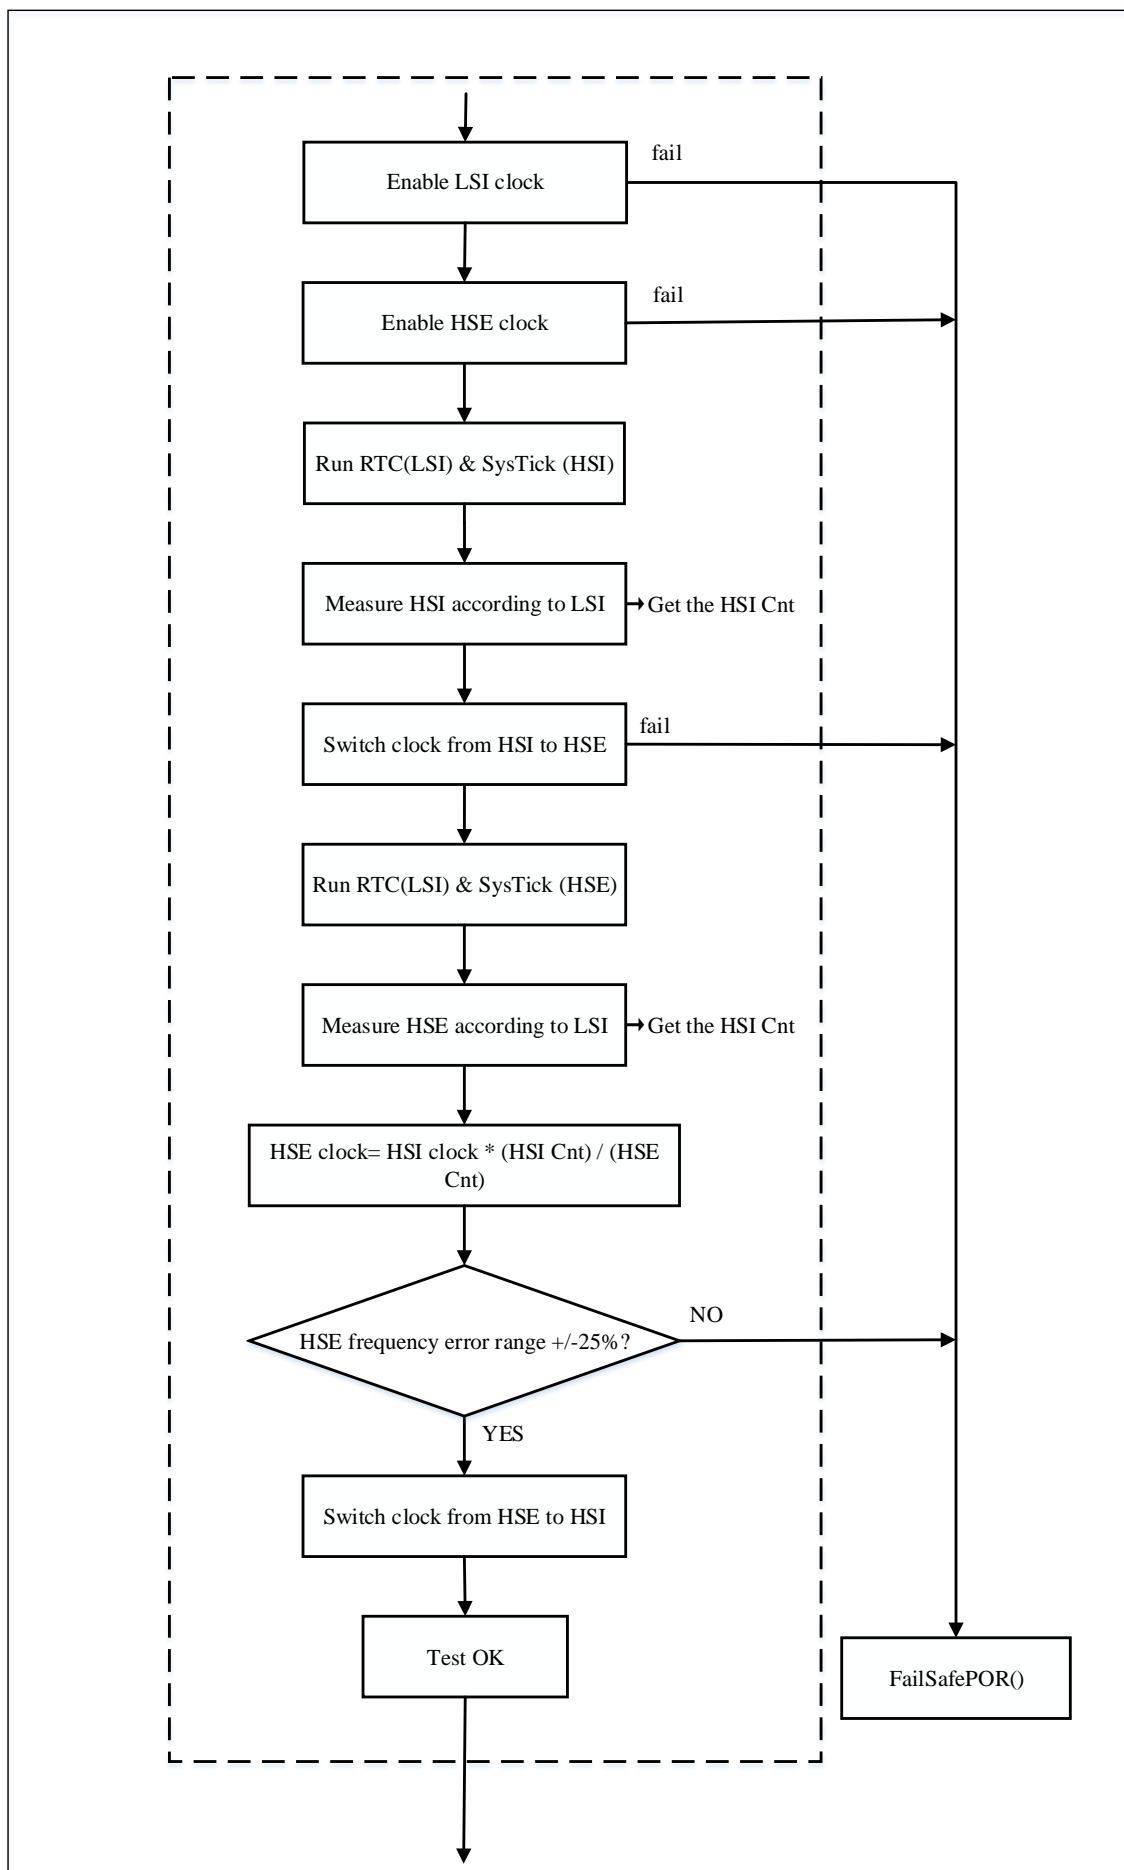 fail
Enable LSI clock
fail
Enable HSE clock
Run RTC(LSI) & SysTick (HSI)
Measure HSI according to LSI
Get the HSI Cnt
fail
Switch clock from HSI to HSE
Run RTC(LSI) & SysTick (HSE)
Measure HSE according to LSI
Get the HSI Cnt
HSE clock= HSI clock * (HSI Cnt) / (HSE
Cnt)
NO
HSE frequency error range +/-25%?
YES
Switch clock from HSE to HSI
Test OK
FailSafePOR()